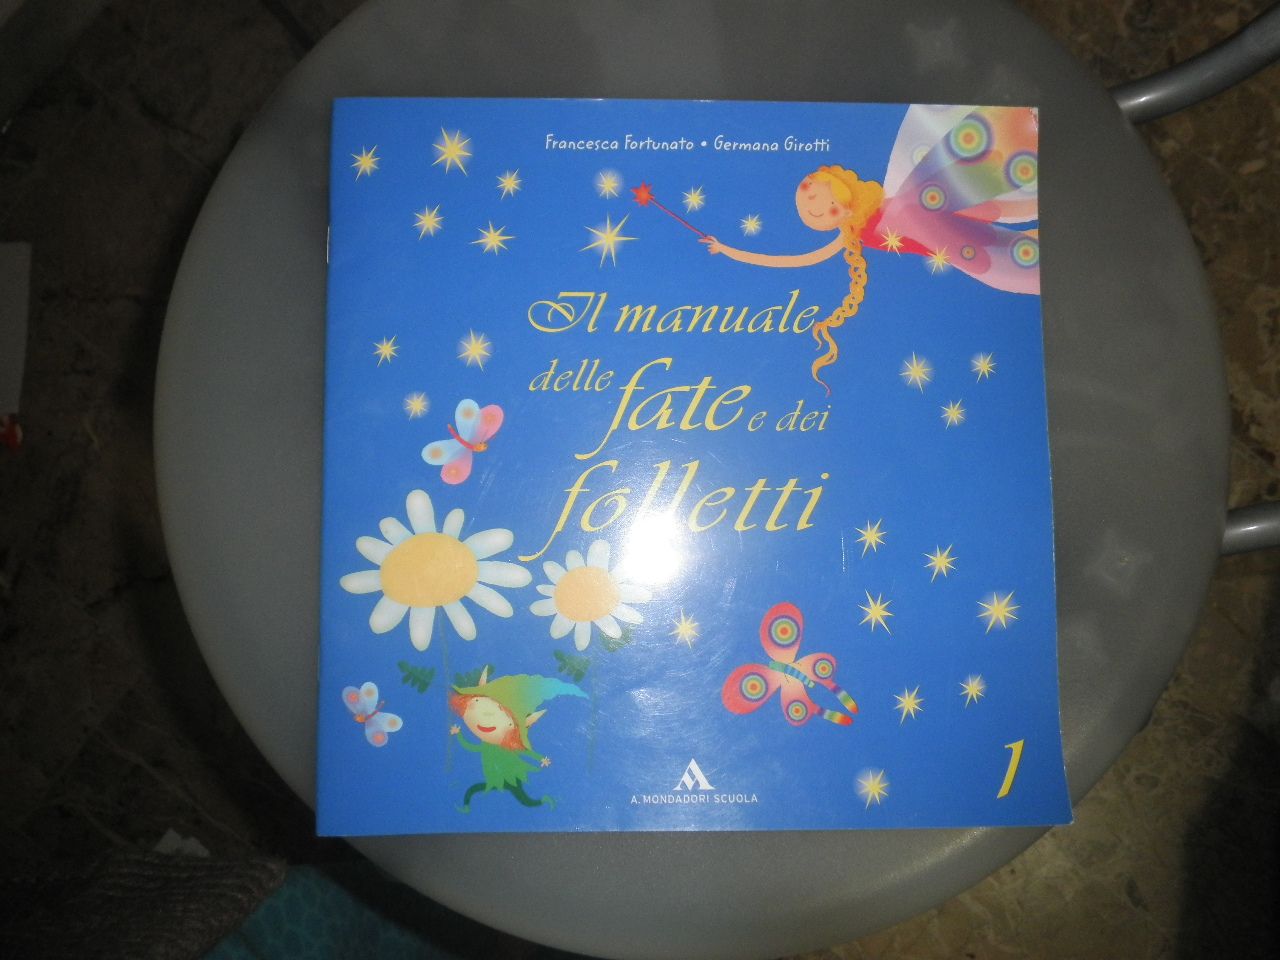 Francesca Fortunato • Germana Girotti
Il manuale
delle fate e dei
folletti
A. MONDADORI SCUOLA
1